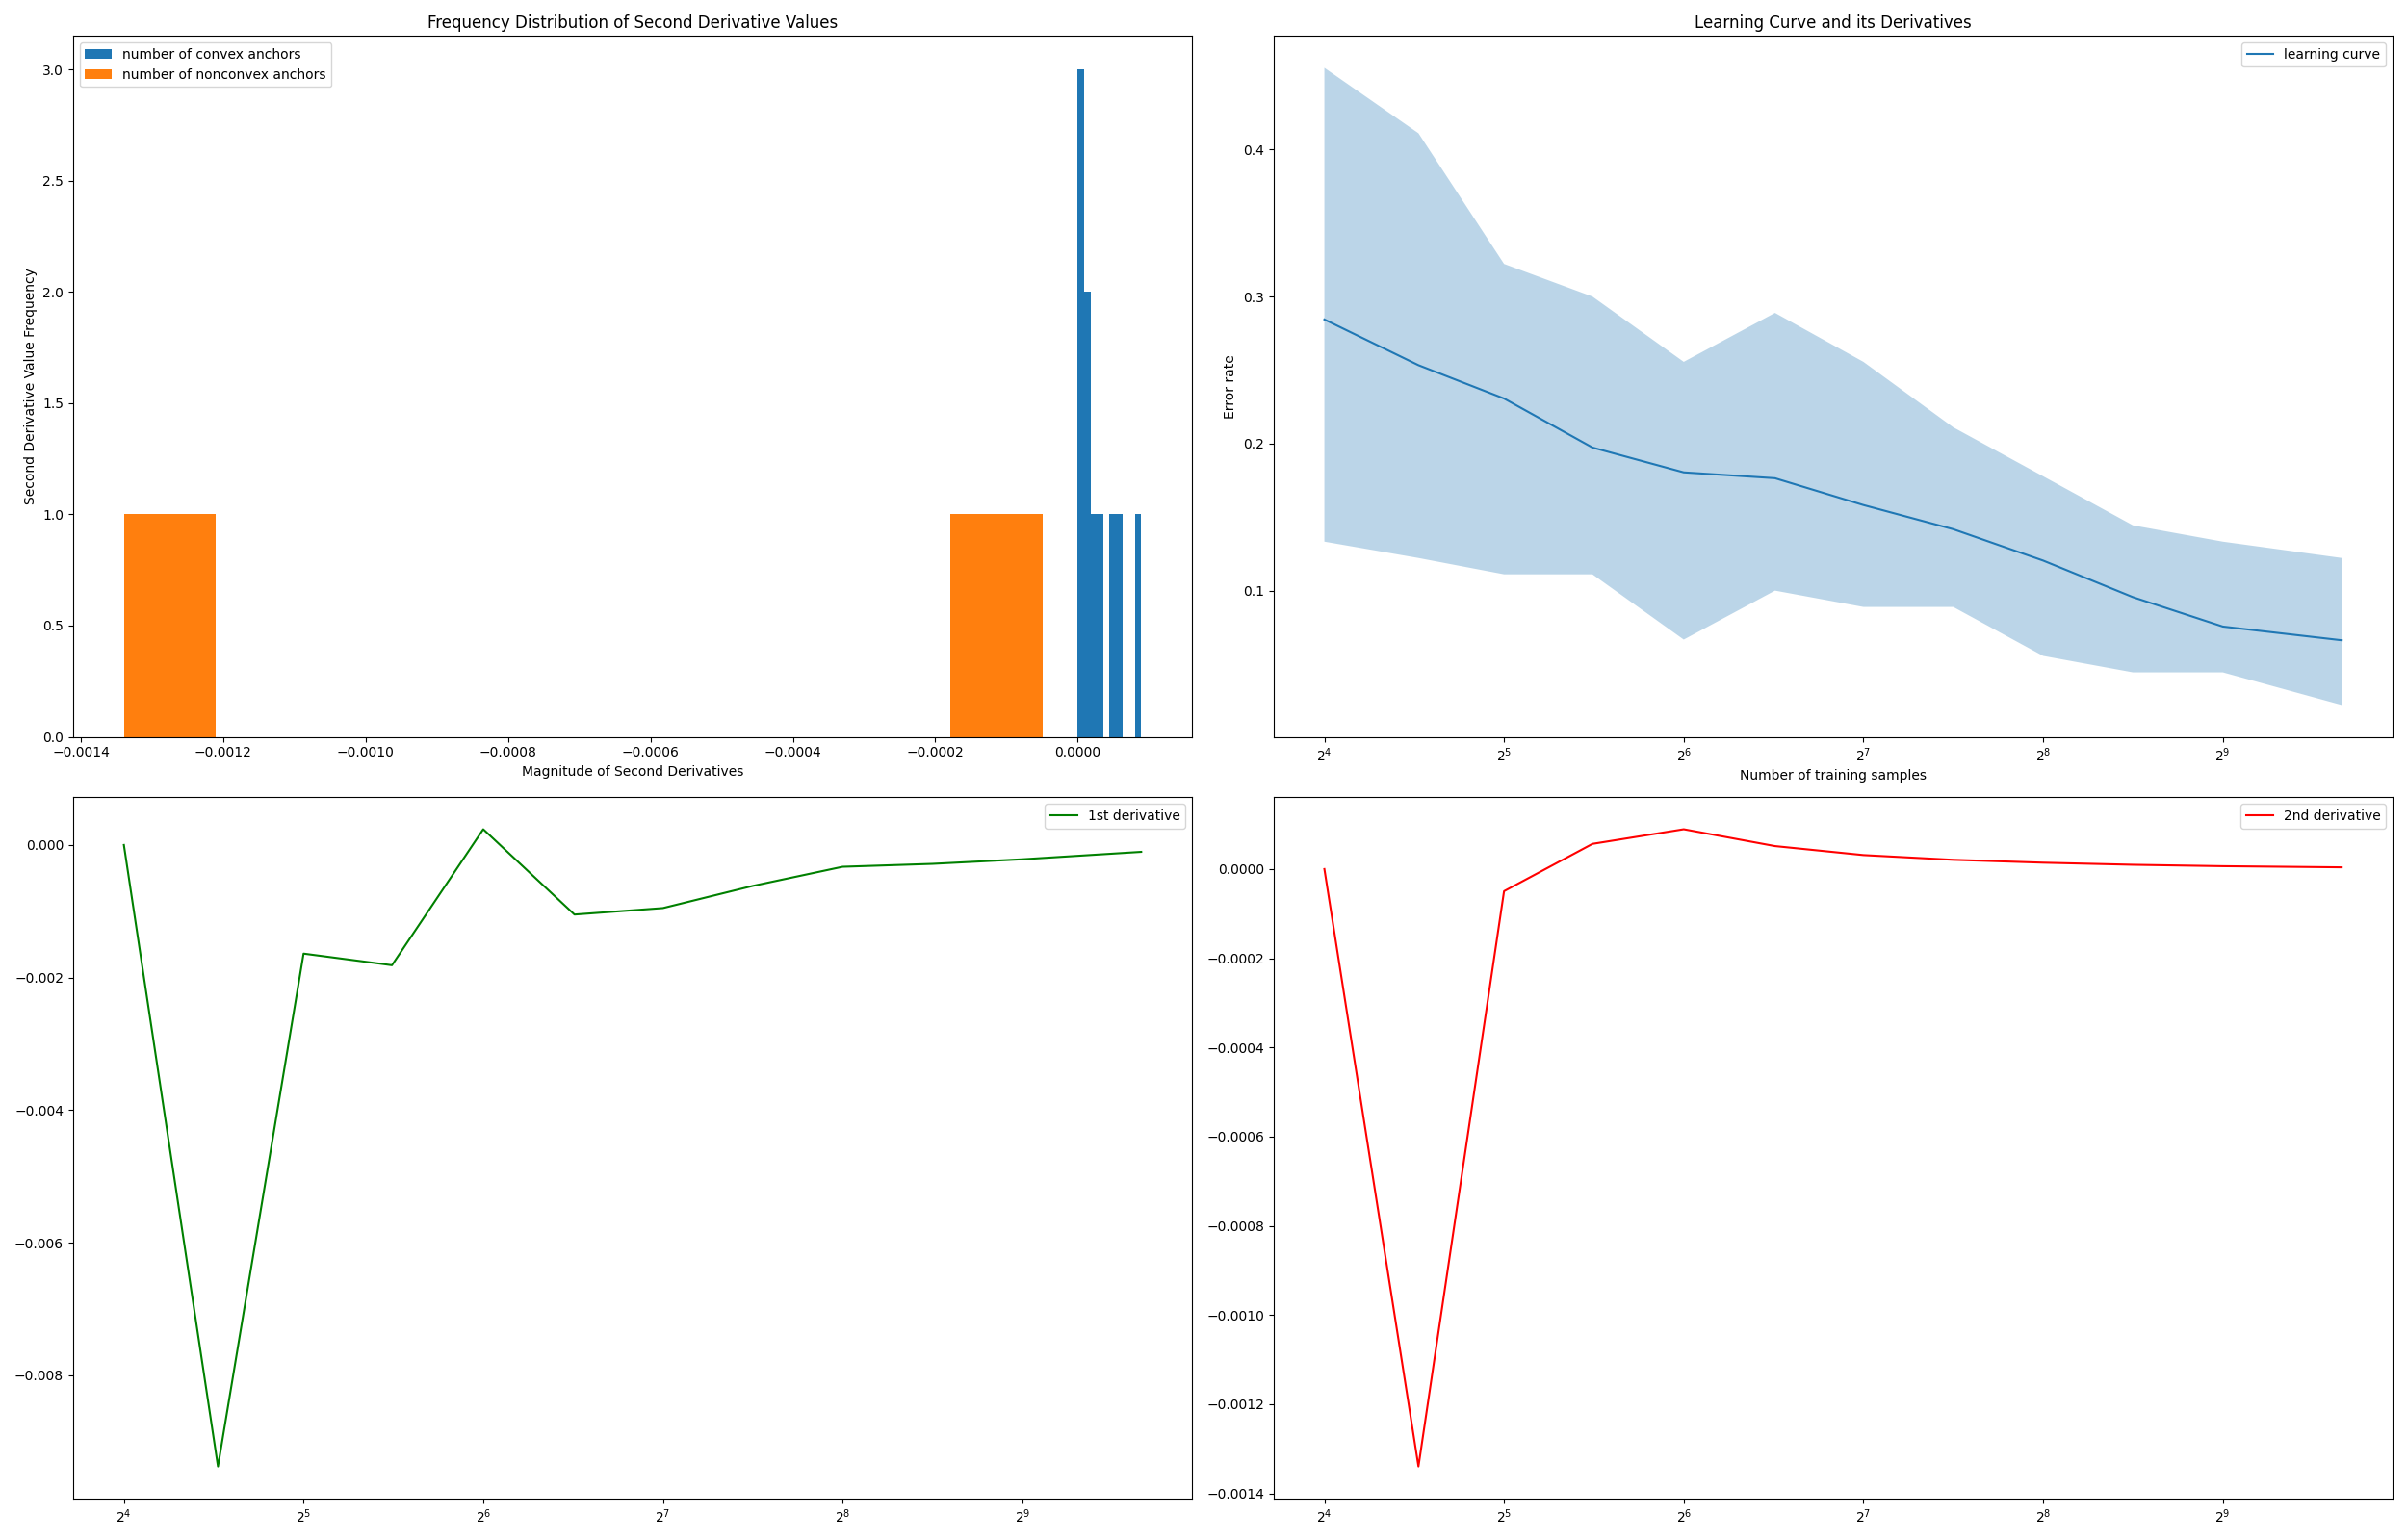 Frequency Distribution of Second Derivative Values
number of convex anchors
number of nonconvex anchors
3.0
2.5
2.0
1.5
1.0
0.5
0.0
Second Derivative Value Frequency
−0.0014 −0.0012 −0.0010 −0.0008 −0.0006 −0.0004 −0.0002 0.0000
Magnitude of Second Derivatives
Learning Curve and its Derivatives
learning curve
0.4
0.3
0.2
0.1
Error rate
2⁴ 2⁵ 2⁶ 2⁷ 2⁸ 2⁹
Number of training samples
1st derivative
0.000
−0.002
−0.004
−0.006
−0.008
2⁴ 2⁵ 2⁶ 2⁷ 2⁸ 2⁹
2nd derivative
0.0000
−0.0002
−0.0004
−0.0006
−0.0008
−0.0010
−0.0012
−0.0014
2⁴ 2⁵ 2⁶ 2⁷ 2⁸ 2⁹